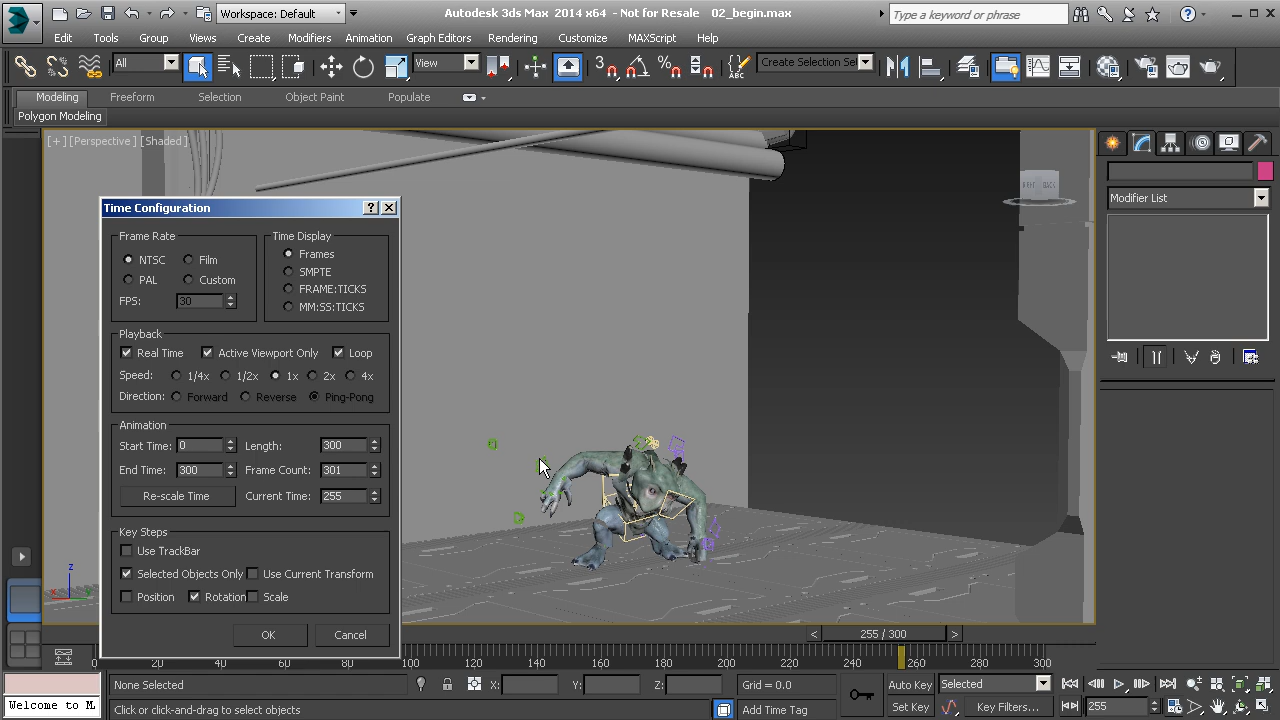 Workspace: Default
Autodesk 3ds Max 2014 x64 - Not for Resale 02_begin.max
Type a keyword or phrase
Edit Tools Group Views Create Modifiers Animation Graph Editors Rendering Customize MAXScript Help
All
View
Create Selection Se
Modeling Freeform Selection Object Paint Populate
Polygon Modeling
[+] [Perspective] [Shaded]
Modifier List
Time Configuration
Frame Rate
Time Display
NTSC Film
Frames
PAL Custom
SMPTE
FPS: 30
FRAME:TICKS
MM:SS:TICKS
Playback
Real Time Active Viewport Only Loop
Speed: 1/4x 1/2x 1x 2x 4x
Direction: Forward Reverse Ping-Pong
Animation
Start Time: 0 Length: 300
End Time: 300 Frame Count: 301
Re-scale Time Current Time: 255
Key Steps
Use TrackBar
Selected Objects Only Use Current Transform
Position Rotation Scale
OK Cancel
z
< 255 / 300 >
0 20 40 60 80 100 120 140 160 180 200 220 240 260 280 300
None Selected X: Y: Z: Grid = 0.0 Auto Key Selected
Welcome to M
Click or click-and-drag to select objects Add Time Tag Set Key Key Filters... 255